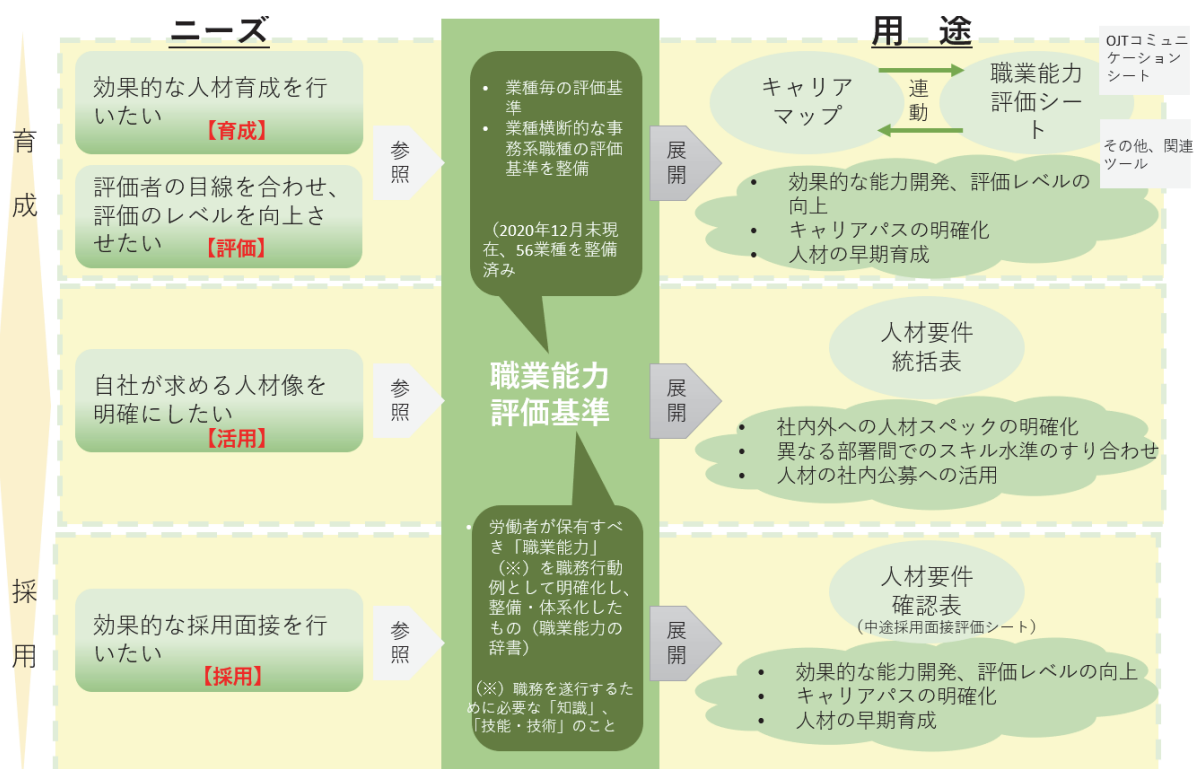 ニーズ
用　途
育
成
採
用
効果的な人材育成を行
いたい
【育成】
評価者の目線を合わせ、
評価のレベルを向上さ
せたい
【評価】
参
照
• 業種毎の評価基
準
• 業種横断的な事
務系職種の評価
基準を整備
（2020年12月末現
在、56業種を整備
済み
展
開
キャリア
マップ
連
動
職業能力
評価シー
ト
OJTコミュニ
ケーション
シート
その他、関連
ツール
• 効果的な能力開発、評価レベルの
向上
• キャリアパスの明確化
• 人材の早期育成
自社が求める人材像を
明確にしたい
【活用】
参
照
職業能力
評価基準
展
開
人材要件
統括表
• 社内外への人材スペックの明確化
• 異なる部署間でのスキル水準のすり合わせ
• 人材の社内公募への活用
効果的な採用面接を行
いたい
【採用】
参
照
• 労働者が保有すべ
き「職業能力」
（※）を職務行動
例として明確化し、
整備・体系化した
もの（職業能力の
辞書）
（※）職務を遂行するた
めに必要な「知識」、
「技能・技術」のこと
展
開
人材要件
確認表
（中途採用面接評価シート）
• 効果的な能力開発、評価レベルの向上
• キャリアパスの明確化
• 人材の早期育成